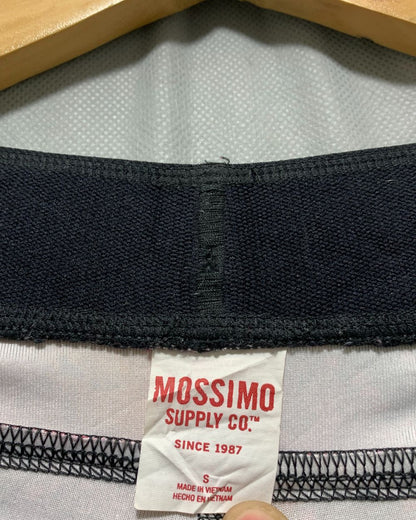 MOSSIMO
SUPPLY CO.™
SINCE 1987
S
MADE IN VIETNAM
HECHO EN VIETNAM